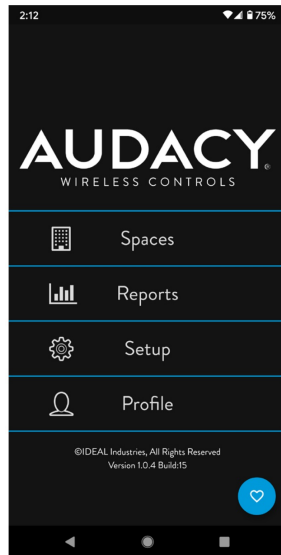 2:12
75%
AUDACY®
WIRELESS CONTROLS
Spaces
Reports
Setup
Profile
©IDEAL Industries, All Rights Reserved
Version 1.0.4 Build:15